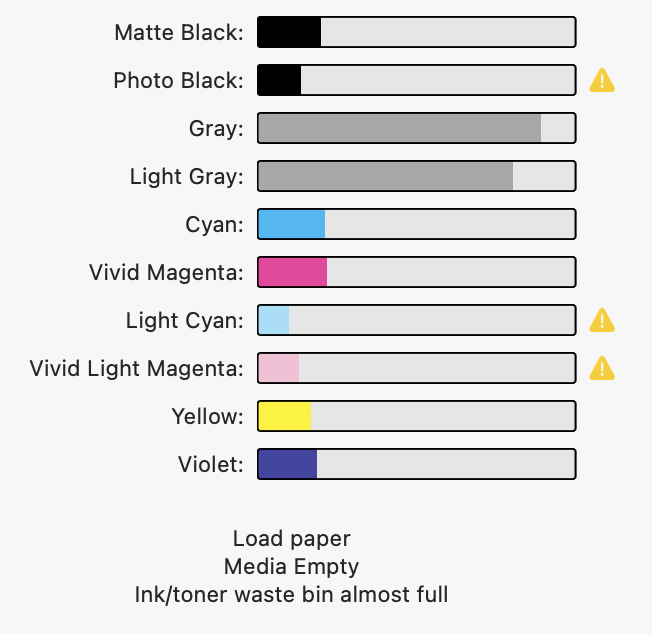 Matte Black:
Photo Black:
Gray:
Light Gray:
Cyan:
Vivid Magenta:
Light Cyan:
Vivid Light Magenta:
Yellow:
Violet:
Load paper
Media Empty
Ink/toner waste bin almost full